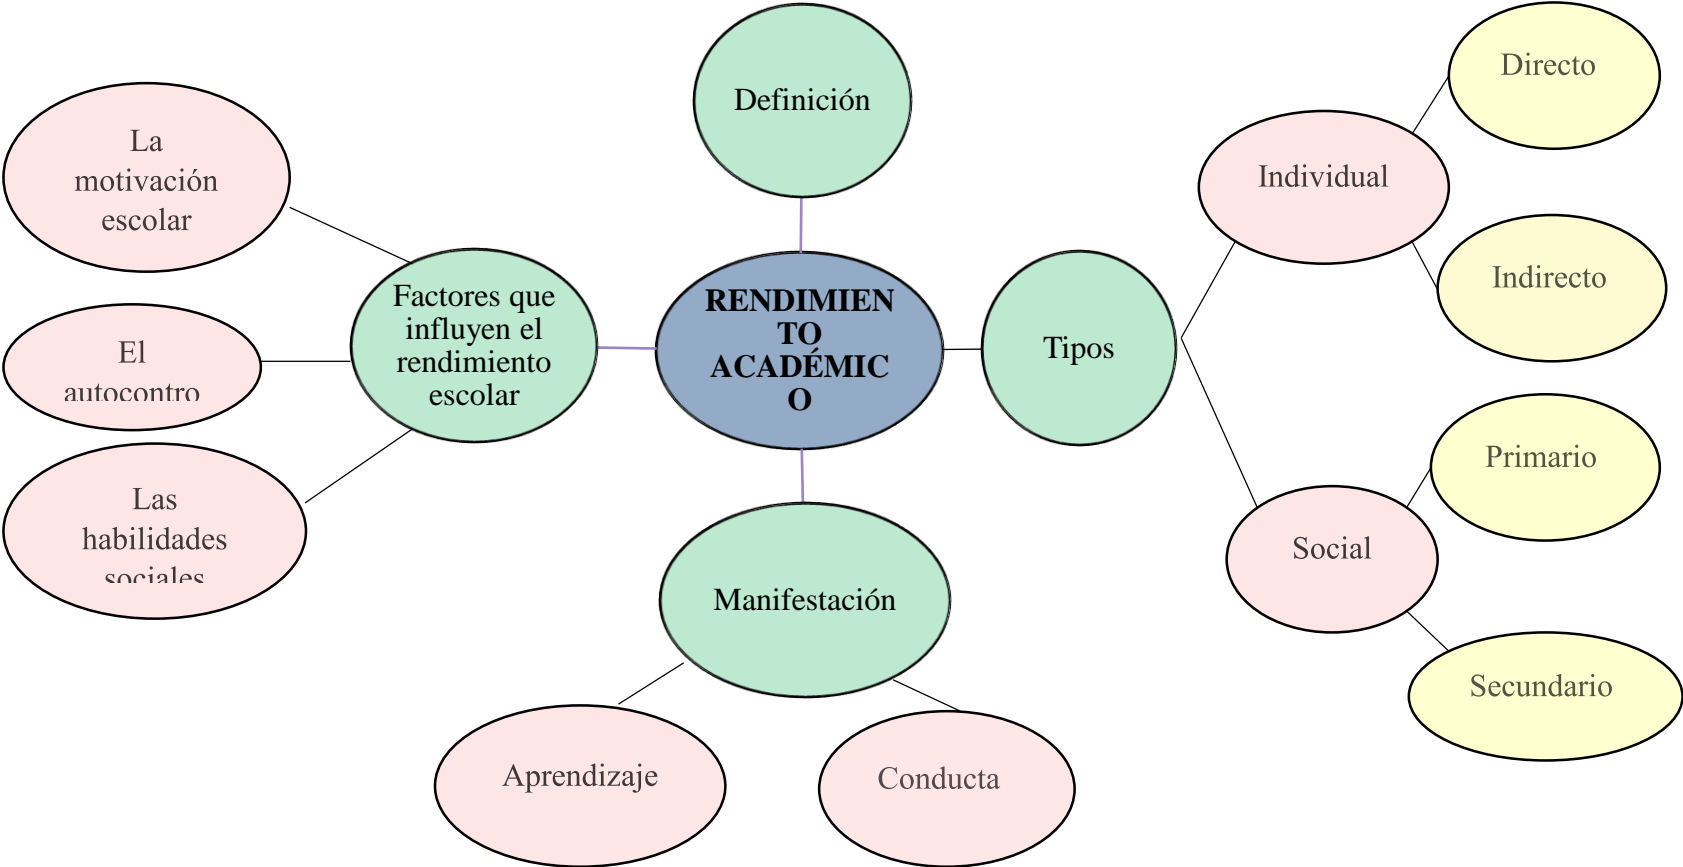 Definición
Directo
La
motivación
escolar
Individual
Indirecto
Factores que
influyen el
rendimiento
escolar
RENDIMIEN
TO
ACADÉMIC
O
Tipos
El
autocontro
Primario
Las
habilidades
sociales
Social
Manifestación
Secundario
Aprendizaje
Conducta